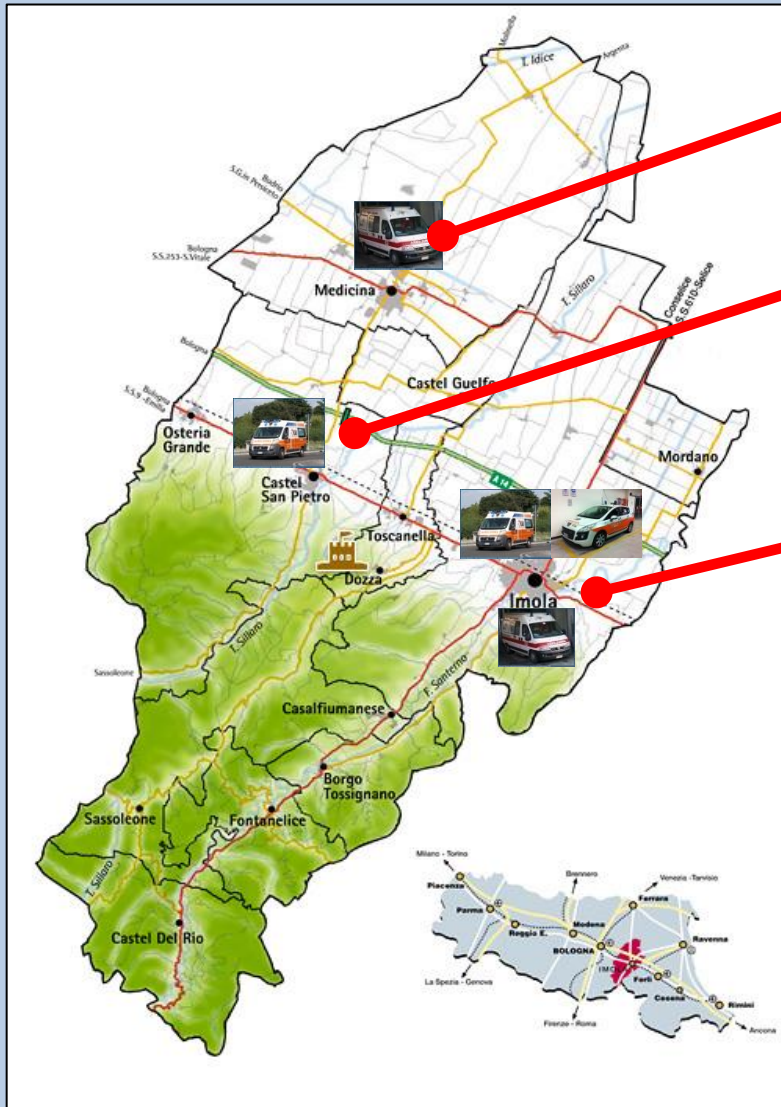 Molinella
T. Idice
Argenta
Budrio
S.G.in Persiceto
Bologna
S.S.253-S.Vitale
Medicina
T. Sillaro
Conselice
S.S.610-Selice
Bologna
Castel Guelfo
Bologna
S.S.9 -Emilia
Osteria
Grande
Mordano
Castel
San Pietro
A 14
Toscanella
Dozza
Imola
T. Sillaro
Sassoleone
F. Santerno
Casalfiumanese
Borgo
Tossignano
Sassoleone
Fontanelice
T. Sillaro
Castel Del Rio
Milano - Torino
Brennero
Venezia -Tarvisio
Piacenza
Ferrara
Parma
Modena
Reggio E.
BOLOGNA
Ravenna
La Spezia - Genova
Forlì
Cesena
Rimini
Firenze - Roma
Ancona